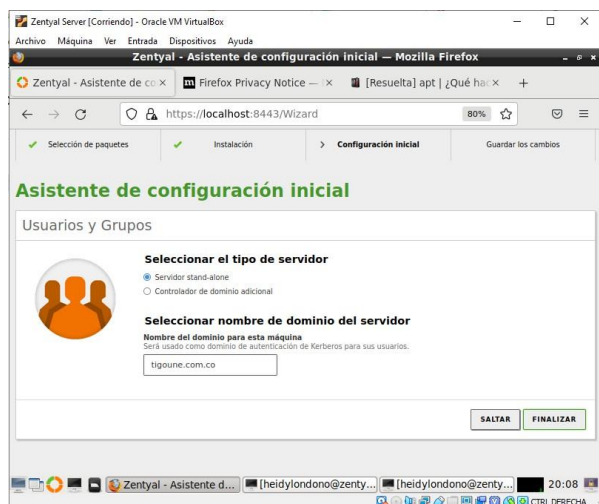 Zentyal Server [Corriendo] - Oracle VM VirtualBox
Archivo Máquina Ver Entrada Dispositivos Ayuda
Zentyal - Asistente de configuración inicial — Mozilla Firefox
Zentyal - Asistente de co
Firefox Privacy Notice —
[Resuelta] apt | ¿Qué hac
https://localhost:8443/Wizard
80%
Selección de paquetes
Instalación
Configuración inicial
Guardar los cambios
Asistente de configuración inicial
Usuarios y Grupos
Seleccionar el tipo de servidor
Servidor stand-alone
Controlador de dominio adicional
Seleccionar nombre de dominio del servidor
Nombre del dominio para esta máquina
Será usado como dominio de autenticación de Kerberos para sus usuarios.
tigoune.com.co
SALTAR FINALIZAR
Zentyal - Asistente d... [heidylondono@zenty... [heidylondono@zenty... 20:08
CTRL DERECHA